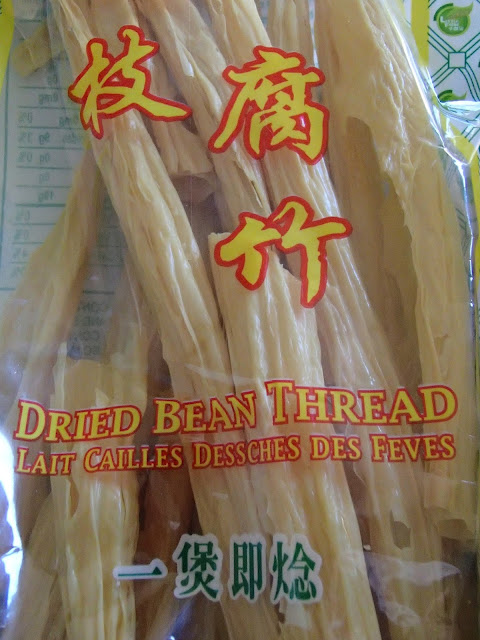 腐竹
枝
DRIED BEAN THREAD
LAIT CAILLES DESSCHES DES FEVES
一煲即焾